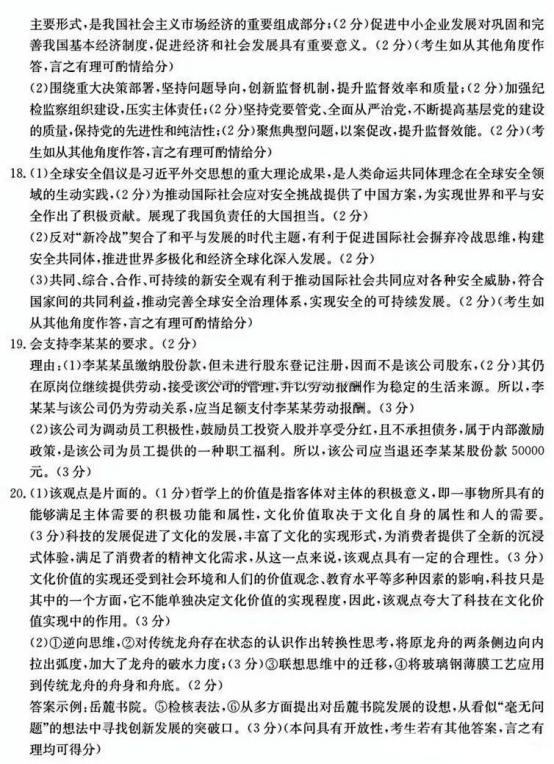 主要形式,是我国社会主义市场经济的重要组成部分;(2分)促进中小企业发展对巩固和完
善我国基本经济制度,促进经济和社会发展具有重要意义。(2分)(考生如从其他角度作
答,言之有理可酌情给分)
(2)围绕重大决策部署,坚持问题导向,创新监督机制,提升监督效率和质量;(2分)加强纪
检监察组织建设,压实主体责任;(2分)坚持党要管党、全面从严治党,不断提高基层党的建设
的质量,保持党的先进性和纯洁性;(2分)聚焦典型问题,以案促改,提升监督效能。(2分)(考
生如从其他角度作答,言之有理可酌情给分)
18.(1)全球安全倡议是习近平外交思想的重大理论成果,是人类命运共同体理念在全球安全领
域的生动实践,(2分)为推动国际社会应对安全挑战提供了中国方案,为实现世界和平与安
全作出了积极贡献。展现了我国负责任的大国担当。(2分)
(2)反对“新冷战”契合了和平与发展的时代主题,有利于促进国际社会摒弃冷战思维,构建
安全共同体,推进世界多极化和经济全球化深入发展。(2分)
(3)共同、综合、合作、可持续的新安全观有利于推动国际社会共同应对各种安全威胁,符合
国家间的共同利益,推动完善全球安全治理体系,实现安全的可持续发展。(2分)(考生如
从其他角度作答,言之有理可酌情给分)
19.会支持李某某的要求。(2分)
理由:(1)李某某虽缴纳股份款,但未进行股东登记注册,因而不是该公司股东,(2分)其仍
在原岗位继续提供劳动,接受该公司的管理,并以劳动报酬作为稳定的生活来源。所以,李
某某与该公司仍为劳动关系,应当足额支付李某某劳动报酬。(3分)
(2)该公司为调动员工积极性,鼓励员工投资入股并享受分红,且不承担债务,属于内部激励
政策,是该公司为员工提供的一种职工福利。所以,该公司应当退还李某某股份款50000
元。(3分)
20.(1)该观点是片面的。(1分)哲学上的价值是指客体对主体的积极意义,即一事物所具有的
能够满足主体需要的积极功能和属性,文化价值取决于文化自身的属性和人的需要。
(3分)科技的发展促进了文化的发展,丰富了文化的实现形式,为消费者提供了全新的沉浸
式体验,满足了消费者的精神文化需求,从这一点来说,该观点具有一定的合理性。(3分)
文化价值的实现还受到社会环境和人们的价值观念、教育水平等多种因素的影响,科技只是
其中的一个方面,它不能单独决定文化价值的实现程度,因此,该观点夸大了科技在文化价
值实现中的作用。(3分)
(2)①逆向思维,②对传统龙舟存在状态的认识作出转换性思考,将原龙舟的两条侧边向内
拉出弧度,加大了龙舟的破水力度;(3分)③联想思维中的迁移,④将玻璃钢薄膜工艺应用
到传统龙舟的舟身和舟底。(2分)
答案示例:岳麓书院。⑤检核表法,⑥从多方面提出对岳麓书院发展的设想,从看似“毫无问
题”的想法中寻找创新发展的突破口。(3分)(本问具有开放性,考生若有其他答案,言之有
理均可得分)